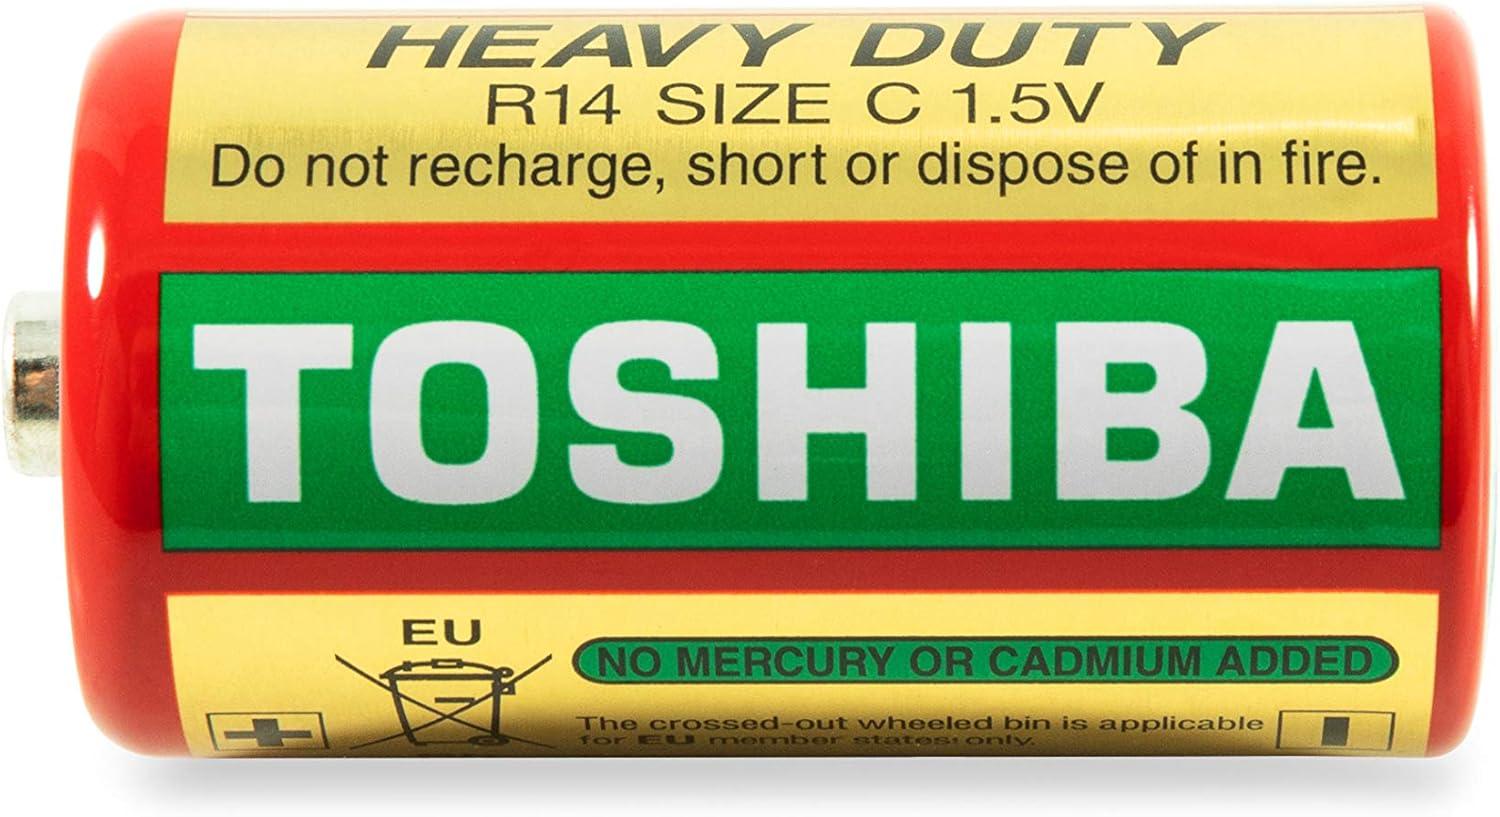 HEAVY DUTY
R14 SIZE C 1.5V
Do not recharge, short or dispose of in fire.
TOSHIBA
EU
NO MERCURY OR CADMIUM ADDED
The crossed-out wheeled bin is applicable
for EU member states only.
+ -